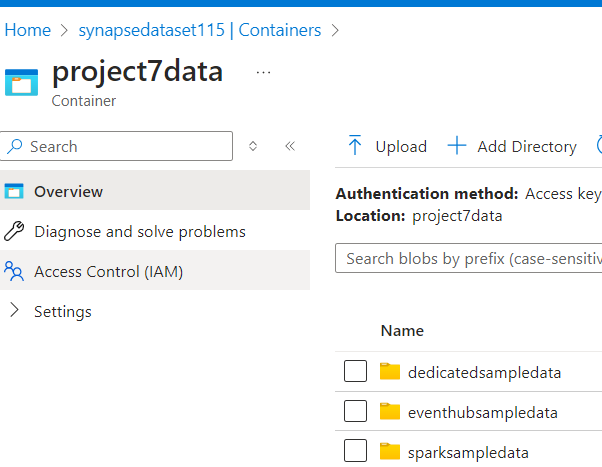 Home > synapsedataset115 | Containers >
project7data ...
Container
Search
Upload
Add Directory
Overview
Authentication method: Access key
Diagnose and solve problems
Location: project7data
Search blobs by prefix (case-sensitiv
Access Control (IAM)
Settings
Name
dedicatedsampledata
eventhubsampledata
sparksampledata